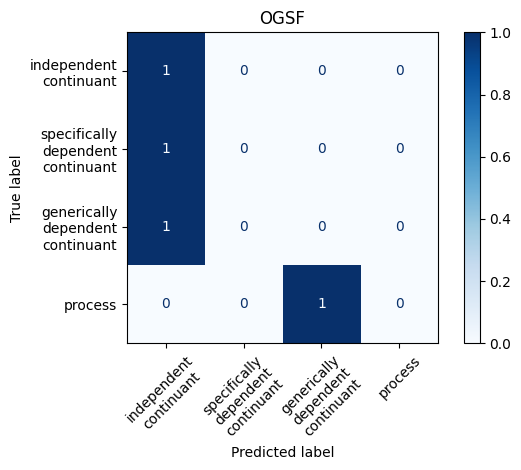 OGSF
True label
independent
continuant
1 0 0 0
specifically
dependent
continuant
1 0 0 0
generically
dependent
continuant
1 0 0 0
process
0 0 1 0
independent
continuant
specifically
dependent
continuant
generically
dependent
continuant
process
Predicted label
1.0
0.8
0.6
0.4
0.2
0.0